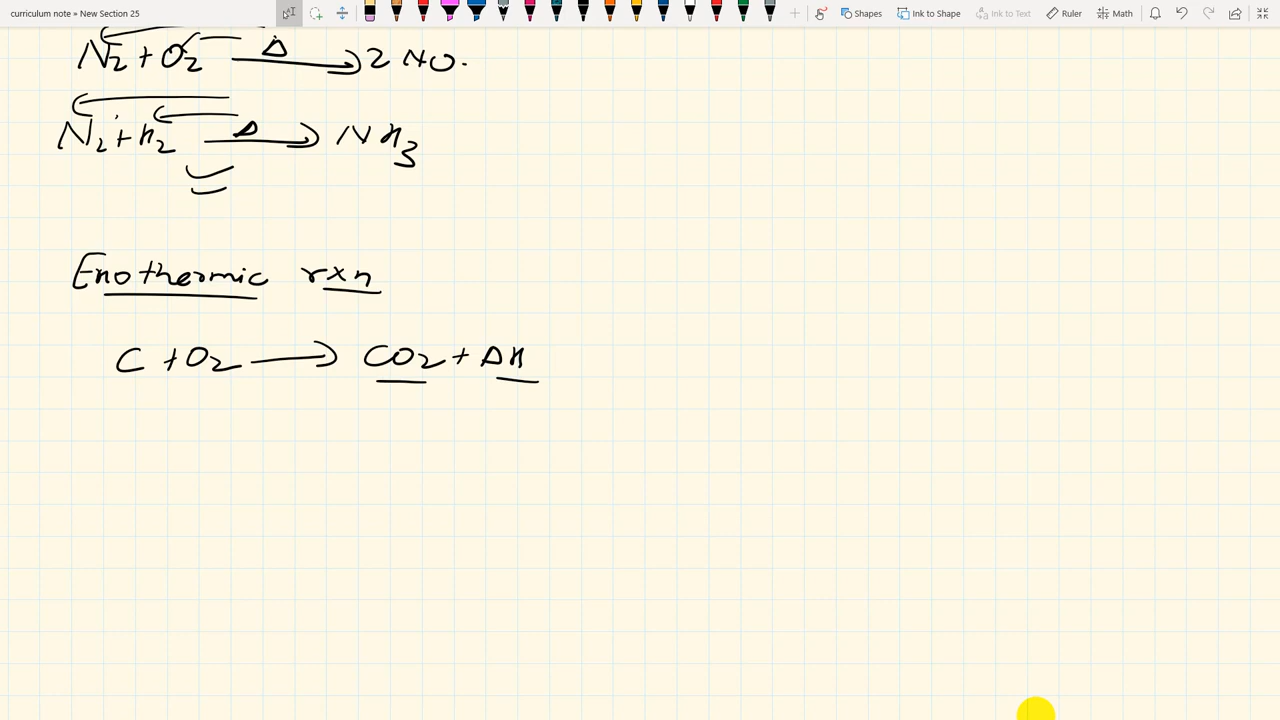 curriculum note » New Section 25
Shapes Ink to Shape Ink to Text Ruler Math
N₂ + O₂ Δ → 2 NO.
N₂ + H₂ Δ → NH₃
Exothermic rxn
C + O₂ → CO₂ + ΔH